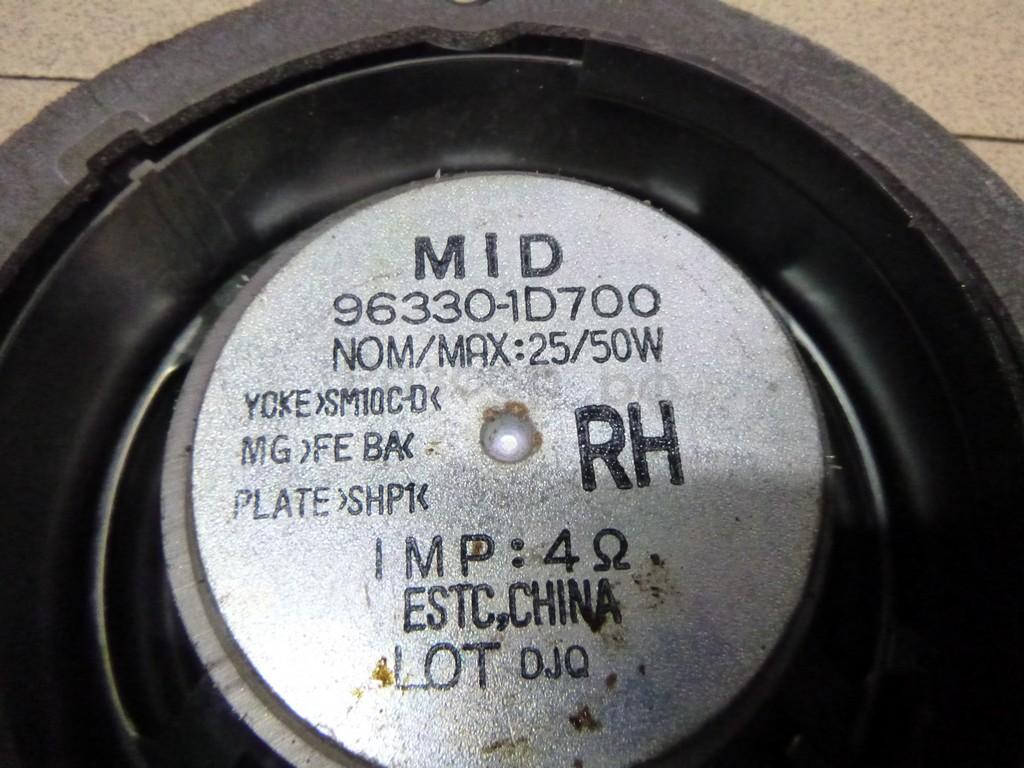 MID
96330-1D700
NOM/MAX:25/50W
YOKE>SM10C-D<
MG>FE BA<
PLATE>SHP1<
RH
IMP:4Ω
ESTC,CHINA
LOT DJQ